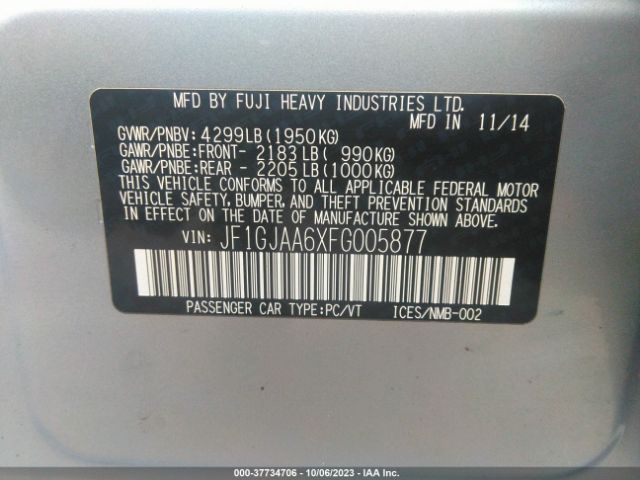 MFD BY FUJI HEAVY INDUSTRIES LTD.
MFD IN 11/14
GVWR/PNBV: 4299LB(1950KG)
GAWR/PNBE:FRONT- 2183LB( 990KG)
GAWR/PNBE:REAR - 2205LB(1000KG)
THIS VEHICLE CONFORMS TO ALL APPLICABLE FEDERAL MOTOR
VEHICLE SAFETY, BUMPER, AND THEFT PREVENTION STANDARDS
IN EFFECT ON THE DATE OF MANUFACTURE SHOWN ABOVE.
VIN: JF1GJAA6XFG005877
PASSENGER CAR TYPE:PC/VT ICES/NMB-002
000-37734706 - 10/06/2023 - IAA Corp.